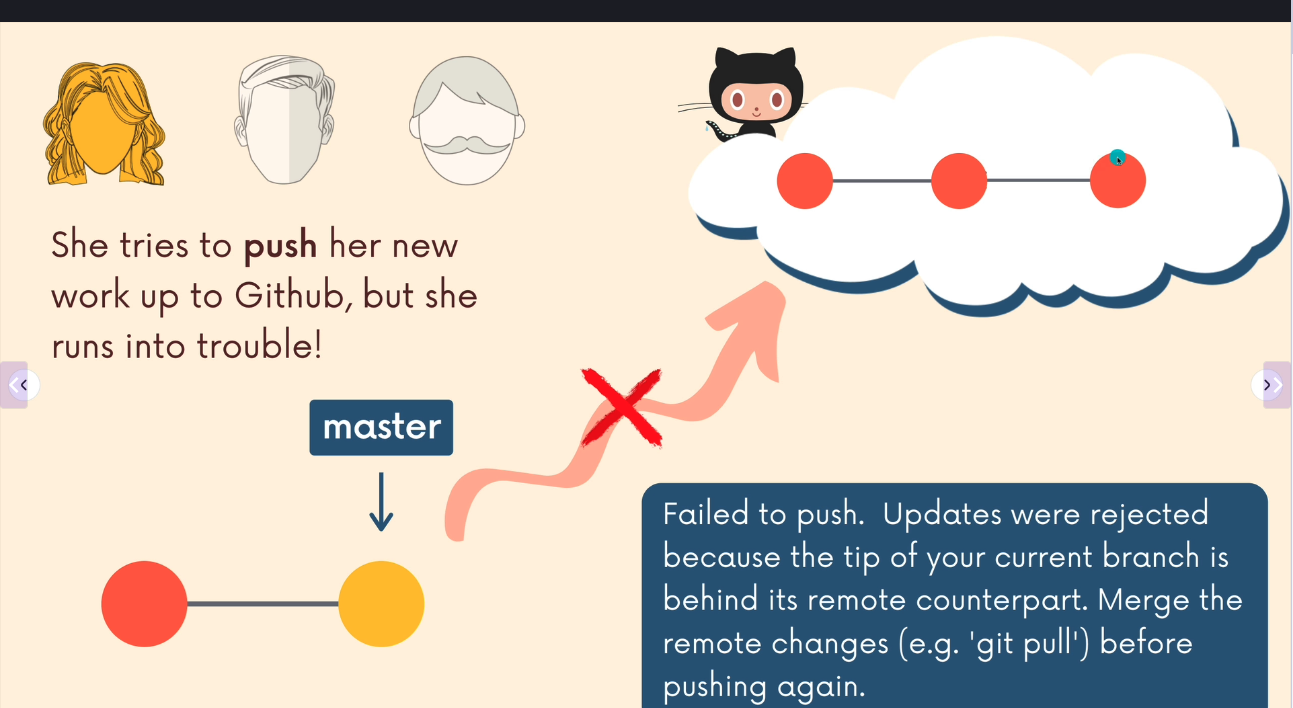 She tries to push her new
work up to Github, but she
runs into trouble!
master
Failed to push.  Updates were rejected
because the tip of your current branch is
behind its remote counterpart. Merge the
remote changes (e.g. 'git pull') before
pushing again.